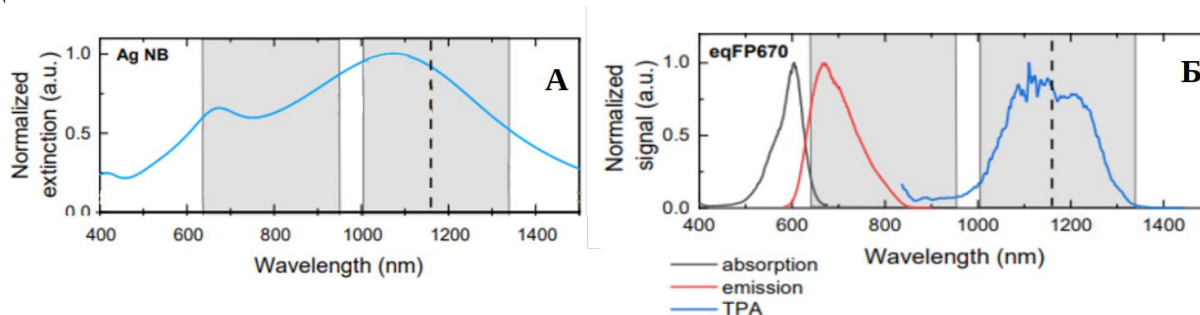 Ag NB
А
1.0
0.5
0.0
Normalized
extinction (a.u.)
400 600 800 1000 1200 1400
Wavelength (nm)
eqFP670
Б
1.0
0.5
0.0
Normalized
signal (a.u.)
400 600 800 1000 1200 1400
Wavelength (nm)
absorption
emission
TPA